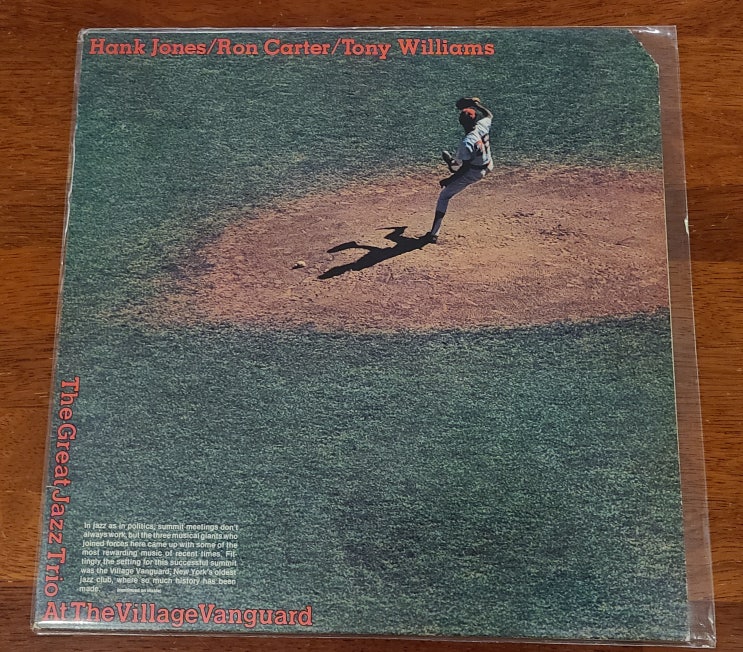 Hank Jones/Ron Carter/Tony Williams
The Great Jazz Trio
At The Village Vanguard
In jazz as in politics, summit meetings don't
always work, but the three musical giants who
joined forces here came up with some of the
most rewarding music of recent times. Fit-
tingly the setting for this successful summit
was the Village Vanguard, New York's oldest
jazz club, where so much history has been
made.